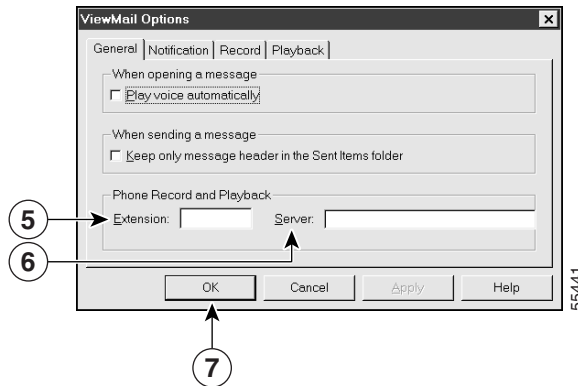 ViewMail Options
General Notification Record Playback
When opening a message
Play voice automatically
When sending a message
Keep only message header in the Sent Items folder
Phone Record and Playback
5
Extension: Server:
6
OK Cancel Apply Help
7
55441